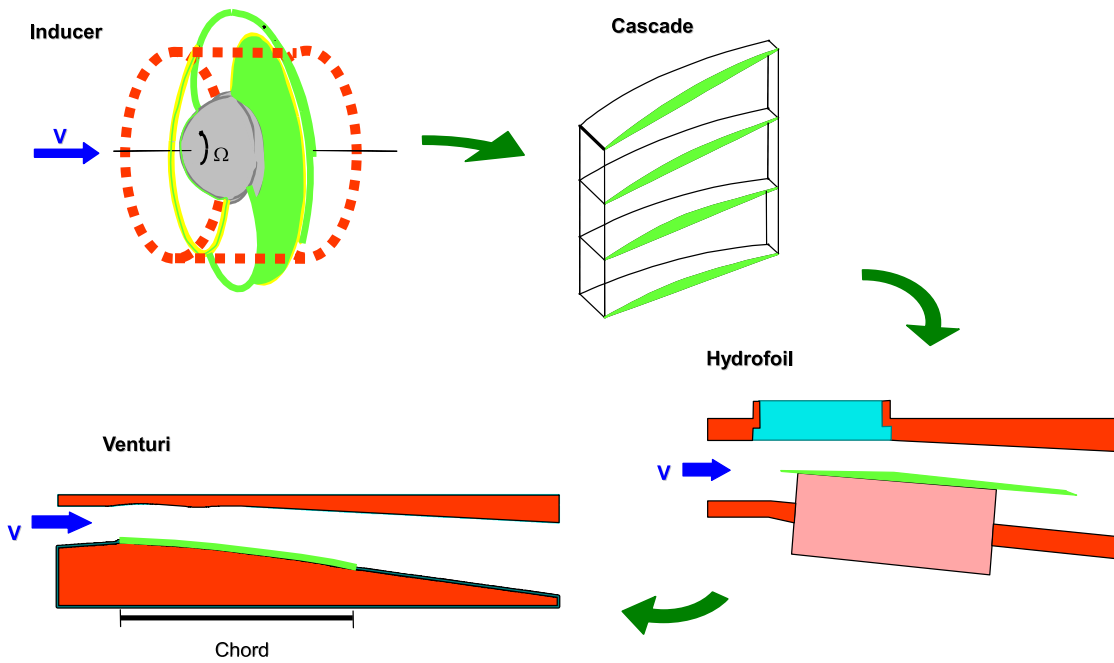 Inducer
Cascade
V
Ω
Hydrofoil
Venturi
V
V
Chord